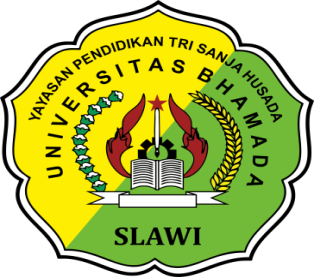 YAYASAN PENDIDIKAN TRI SANJA HUSADA
UNIVERSITAS BHAMADA
SLAWI